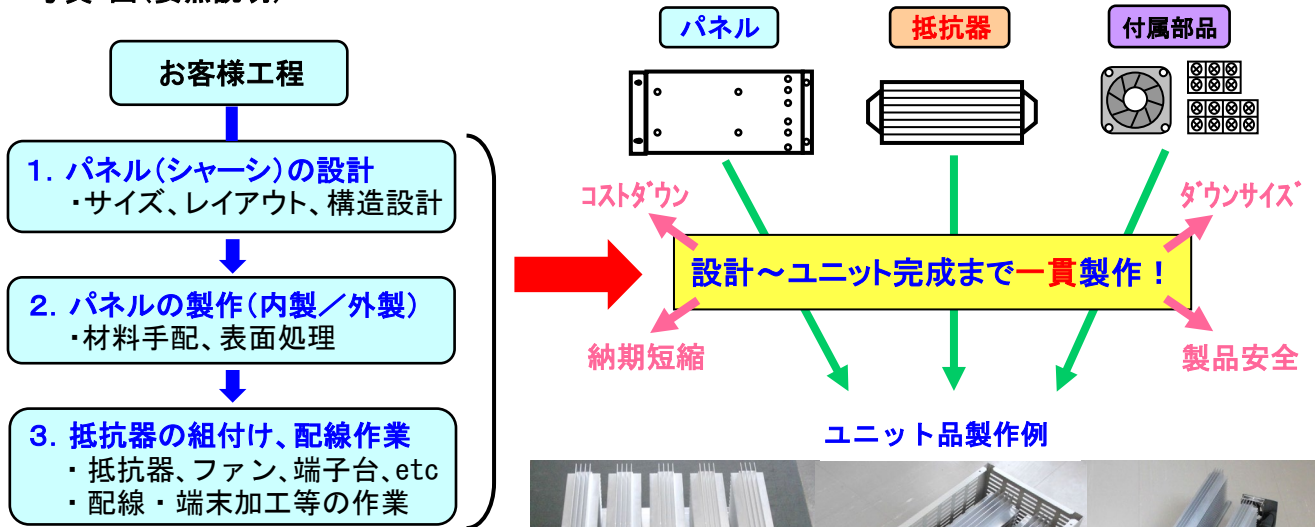 お客様工程
1．パネル(シャーシ)の設計
・サイズ、レイアウト、構造設計
2．パネルの製作(内製／外製)
・材料手配、表面処理
3．抵抗器の組付け、配線作業
・抵抗器、ファン、端子台、etc
・配線・端末加工等の作業
パネル
抵抗器
付属部品
コストダウン
ダウンサイズ
設計～ユニット完成まで一貫製作！
納期短縮
製品安全
ユニット品製作例